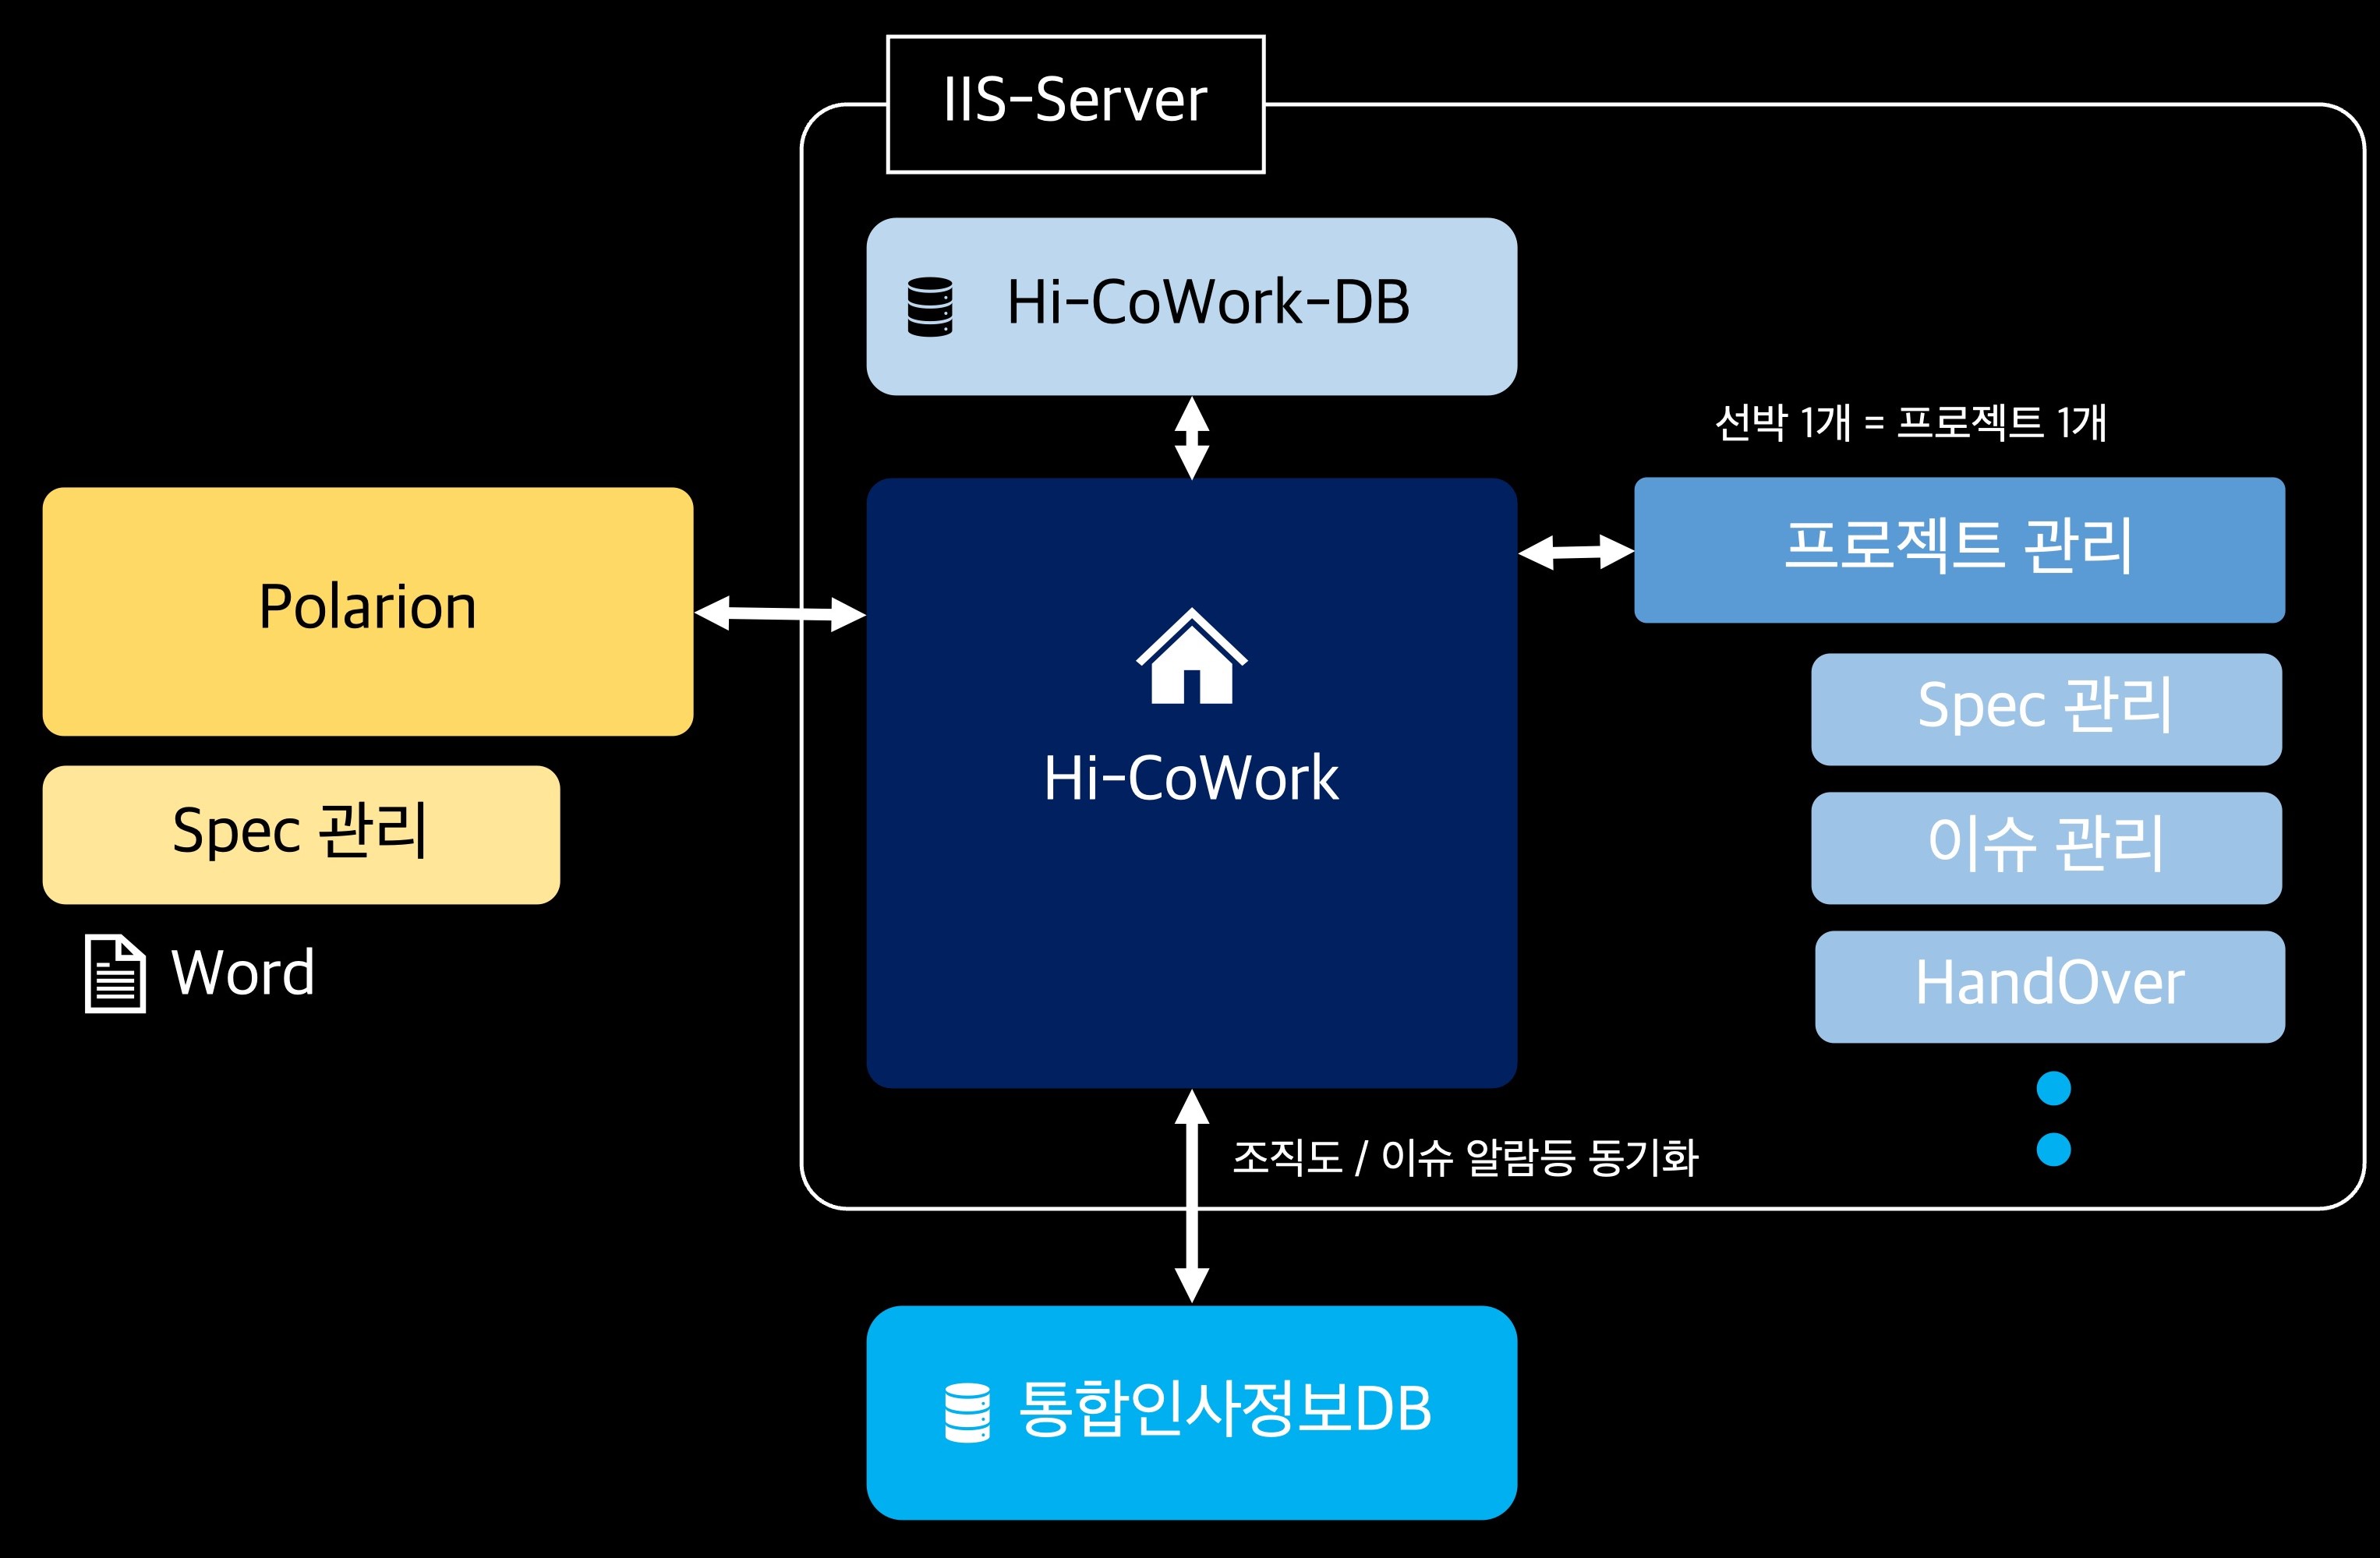 IIS-Server
Hi-CoWork-DB
선박 1개 = 프로젝트 1개
Polarion
Spec 관리
Word
Hi-CoWork
프로젝트 관리
Spec 관리
이슈 관리
HandOver
조직도 / 이슈 알람등 동기화
통합인사정보DB